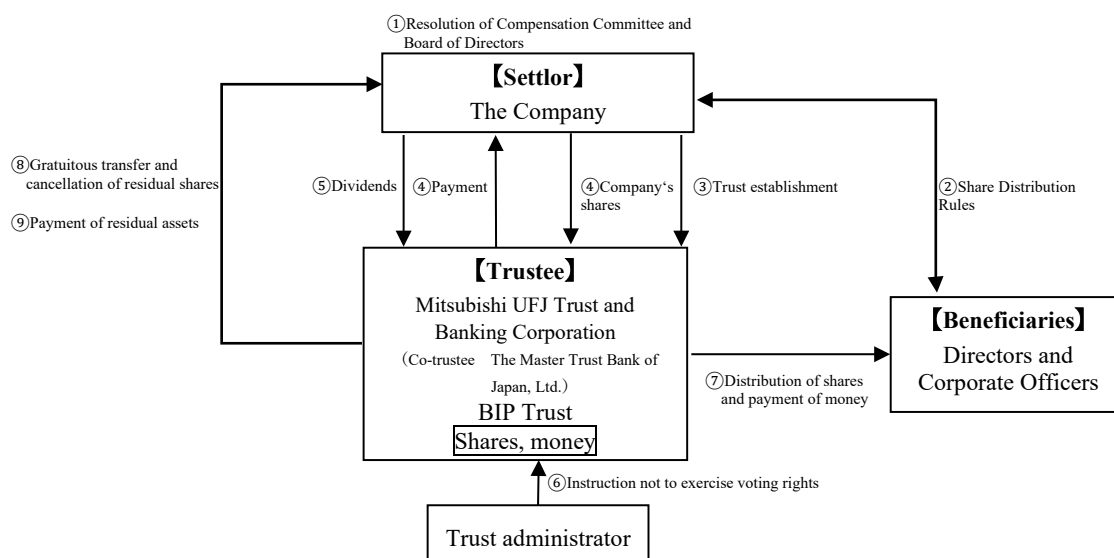 ①Resolution of Compensation Committee and
Board of Directors
【Settlor】
The Company
⑧Gratuitous transfer and
cancellation of residual shares
⑨Payment of residual assets
⑤Dividends
④Payment
④Company‘s
shares
③Trust establishment
②Share Distribution
Rules
【Trustee】
Mitsubishi UFJ Trust and
Banking Corporation
（Co-trustee　The Master Trust Bank of
Japan, Ltd.）
BIP Trust
Shares, money
⑦Distribution of shares
and payment of money
【Beneficiaries】
Directors and
Corporate Officers
⑥Instruction not to exercise voting rights
Trust administrator